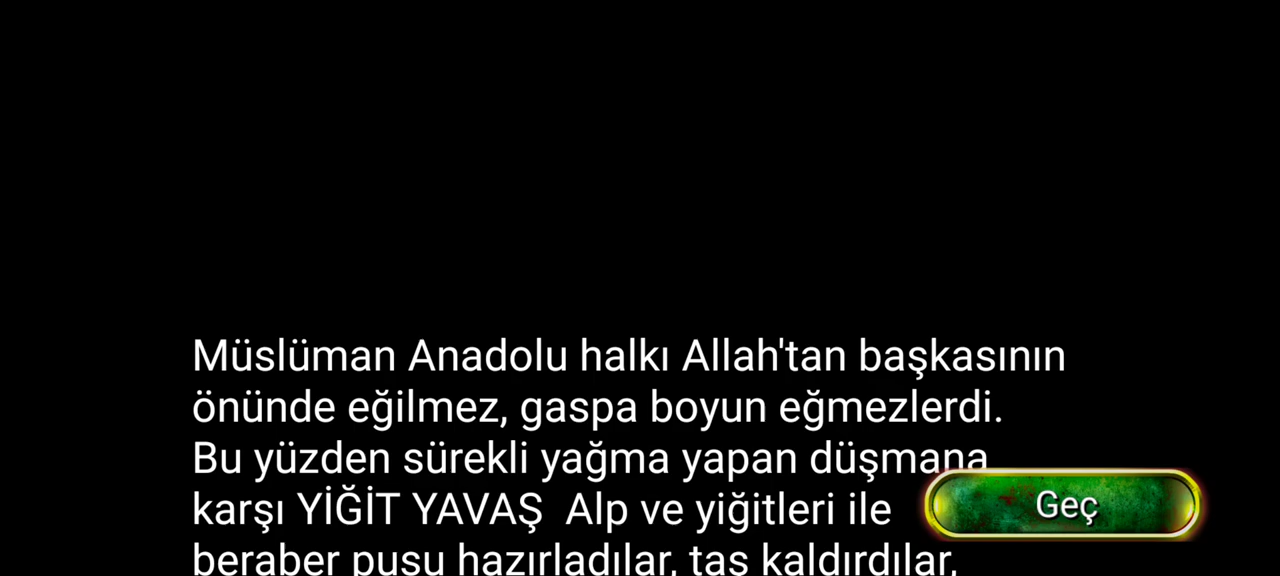 Müslüman Anadolu halkı Allah'tan başkasının
önünde eğilmez, gaspa boyun eğmezlerdi.
Bu yüzden sürekli yağma yapan düşmana
karşı YİĞİT YAVAŞ  Alp ve yiğitleri ile
beraber pusu hazırladılar, taş kaldırdılar,
Geç